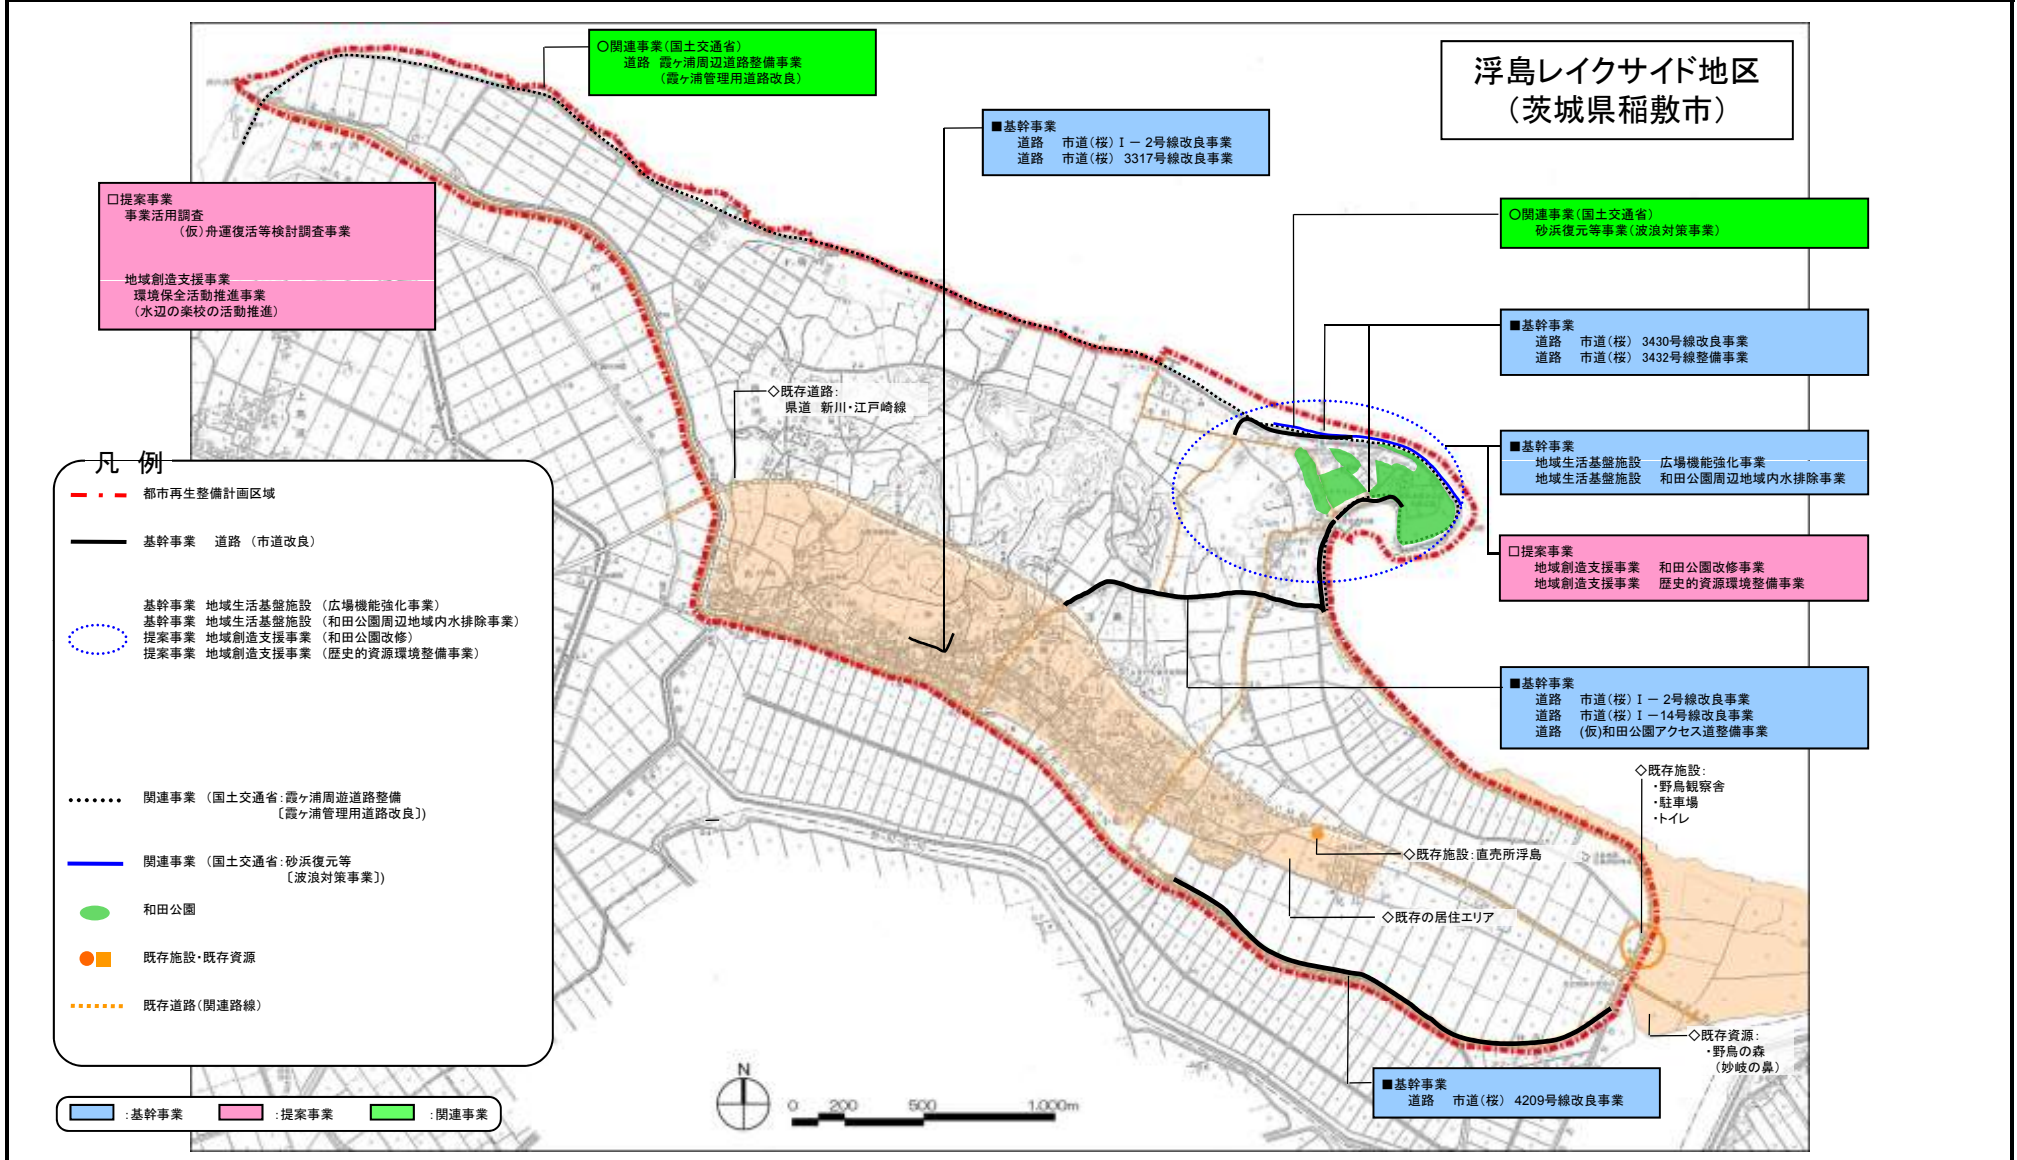 浮島レイクサイド地区
（茨城県稲敷市）
〇関連事業（国土交通省）
道路 霞ヶ浦周辺道路整備事業
（霞ヶ浦管理用道路改良）
■基幹事業
道路 市道（桜）Ⅰ－2号線改良事業
道路 市道（桜） 3317号線改良事業
□提案事業
事業活用調査
（仮）舟運復活等検討調査事業
地域創造支援事業
環境保全活動推進事業
（水辺の楽校の活動推進）
〇関連事業（国土交通省）
砂浜復元等事業（波浪対策事業）
■基幹事業
道路 市道（桜） 3430号線改良事業
道路 市道（桜） 3432号線整備事業
◇既存道路：
県道 新川・江戸崎線
■基幹事業
地域生活基盤施設 広場機能強化事業
地域生活基盤施設 和田公園周辺地域内水排除事業
□提案事業
地域創造支援事業 和田公園改修事業
地域創造支援事業 歴史的資源環境整備事業
■基幹事業
道路 市道（桜）Ⅰ－2号線改良事業
道路 市道（桜）Ⅰ－14号線改良事業
道路 (仮)和田公園アクセス道整備事業
◇既存施設：
・野鳥観察舎
・駐車場
・トイレ
◇既存施設：直売所浮島
◇既存の居住エリア
◇既存資源：
・野鳥の森
（妙岐の鼻）
■基幹事業
道路 市道（桜） 4209号線改良事業
凡 例
都市再生整備計画区域
基幹事業 道路 （市道改良）
基幹事業 地域生活基盤施設 （広場機能強化事業）
基幹事業 地域生活基盤施設 （和田公園周辺地域内水排除事業）
提案事業 地域創造支援事業 （和田公園改修）
提案事業 地域創造支援事業 （歴史的資源環境整備事業）
関連事業 （国土交通省：霞ヶ浦周遊道路整備
〔霞ヶ浦管理用道路改良〕）
関連事業 （国土交通省：砂浜復元等
〔波浪対策事業〕）
和田公園
既存施設・既存資源
既存道路（関連路線）
：基幹事業 ：提案事業 ：関連事業
N
0 200 500 1,000m